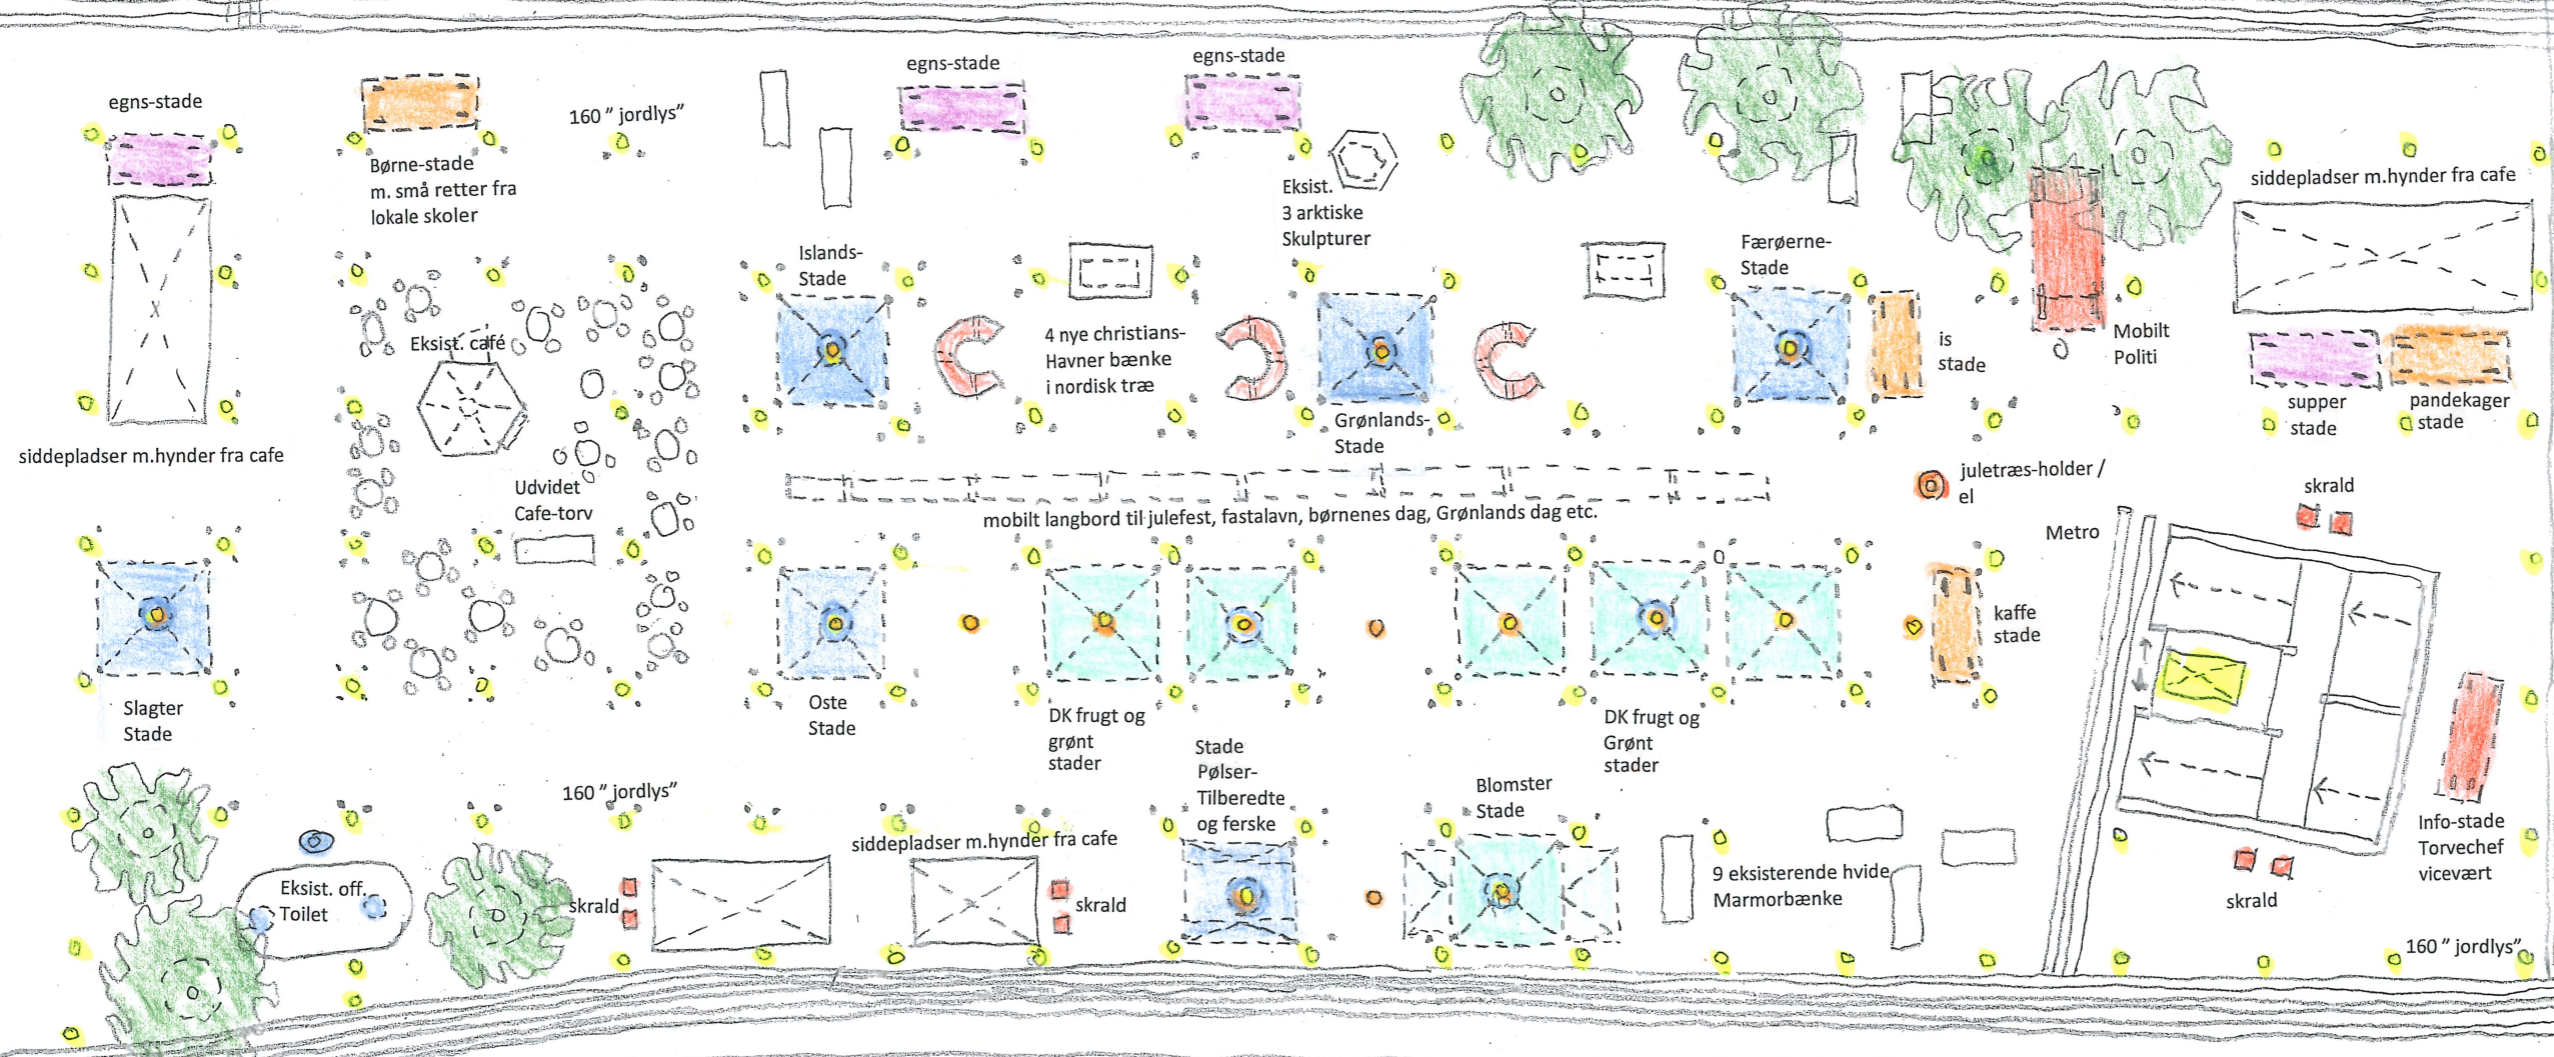 egns-stade
Børne-stade
m. små retter fra
lokale skoler
160 ” jordlys”
egns-stade
egns-stade
Eksist.
3 arktiske
Skulpturer
siddepladser m.hynder fra cafe
Islands-
Stade
Færøerne-
Stade
Eksist. café
4 nye christians-
Havner bænke
i nordisk træ
is
stade
Mobilt
Politi
Grønlands-
Stade
supper
stade
pandekager
stade
siddepladser m.hynder fra cafe
Udvidet
Cafe-torv
mobilt langbord til julefest, fastalavn, børnenes dag, Grønlands dag etc.
juletræs-holder /
el
skrald
Metro
kaffe
stade
Slagter
Stade
Oste
Stade
DK frugt og
grønt
stader
DK frugt og
Grønt
stader
Stade
Pølser-
Tilberedte
og ferske
Blomster
Stade
160 ” jordlys”
siddepladser m.hynder fra cafe
Eksist. off.
Toilet
skrald
skrald
9 eksisterende hvide
Marmorbænke
Info-stade
Torvechef
vicevært
skrald
160 ” jordlys”